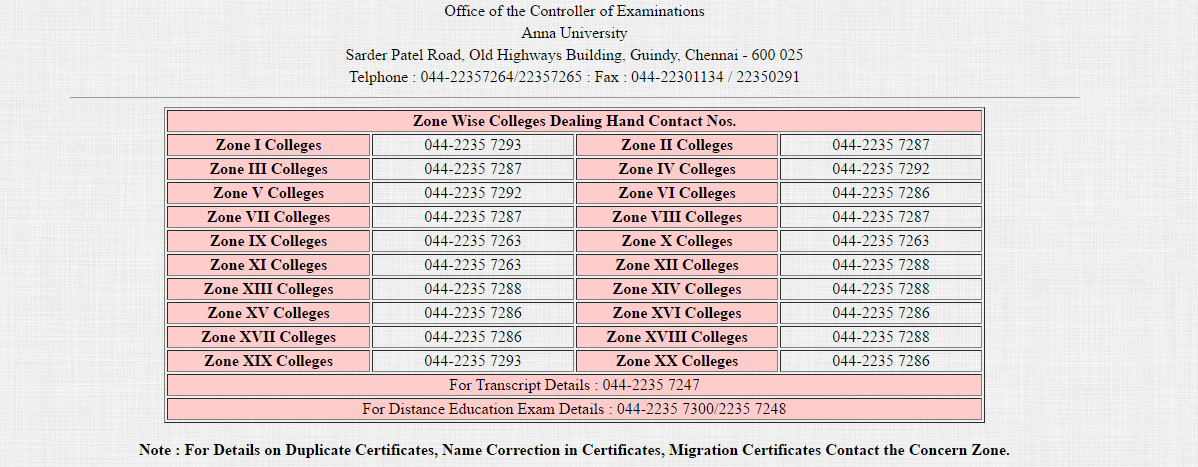 Office of the Controller of Examinations
Anna University
Sarder Patel Road, Old Highways Building, Guindy, Chennai - 600 025
Telphone : 044-22357264/22357265 : Fax : 044-22301134 / 22350291
Zone Wise Colleges Dealing Hand Contact Nos.
Zone I Colleges 044-2235 7293 Zone II Colleges 044-2235 7287
Zone III Colleges 044-2235 7287 Zone IV Colleges 044-2235 7292
Zone V Colleges 044-2235 7292 Zone VI Colleges 044-2235 7286
Zone VII Colleges 044-2235 7287 Zone VIII Colleges 044-2235 7287
Zone IX Colleges 044-2235 7263 Zone X Colleges 044-2235 7263
Zone XI Colleges 044-2235 7263 Zone XII Colleges 044-2235 7288
Zone XIII Colleges 044-2235 7288 Zone XIV Colleges 044-2235 7288
Zone XV Colleges 044-2235 7286 Zone XVI Colleges 044-2235 7286
Zone XVII Colleges 044-2235 7286 Zone XVIII Colleges 044-2235 7288
Zone XIX Colleges 044-2235 7293 Zone XX Colleges 044-2235 7286
For Transcript Details : 044-2235 7247
For Distance Education Exam Details : 044-2235 7300/2235 7248
Note : For Details on Duplicate Certificates, Name Correction in Certificates, Migration Certificates Contact the Concern Zone.